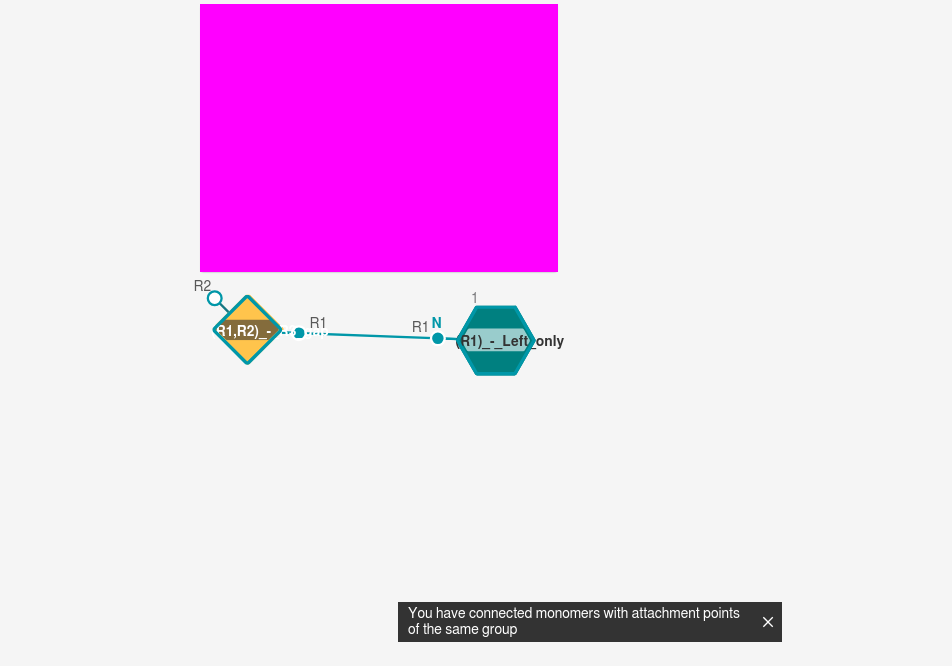 R2
1
R1
R1
N
R1,R2)_-
(R1)_-_Left_only
You have connected monomers with attachment points
of the same group